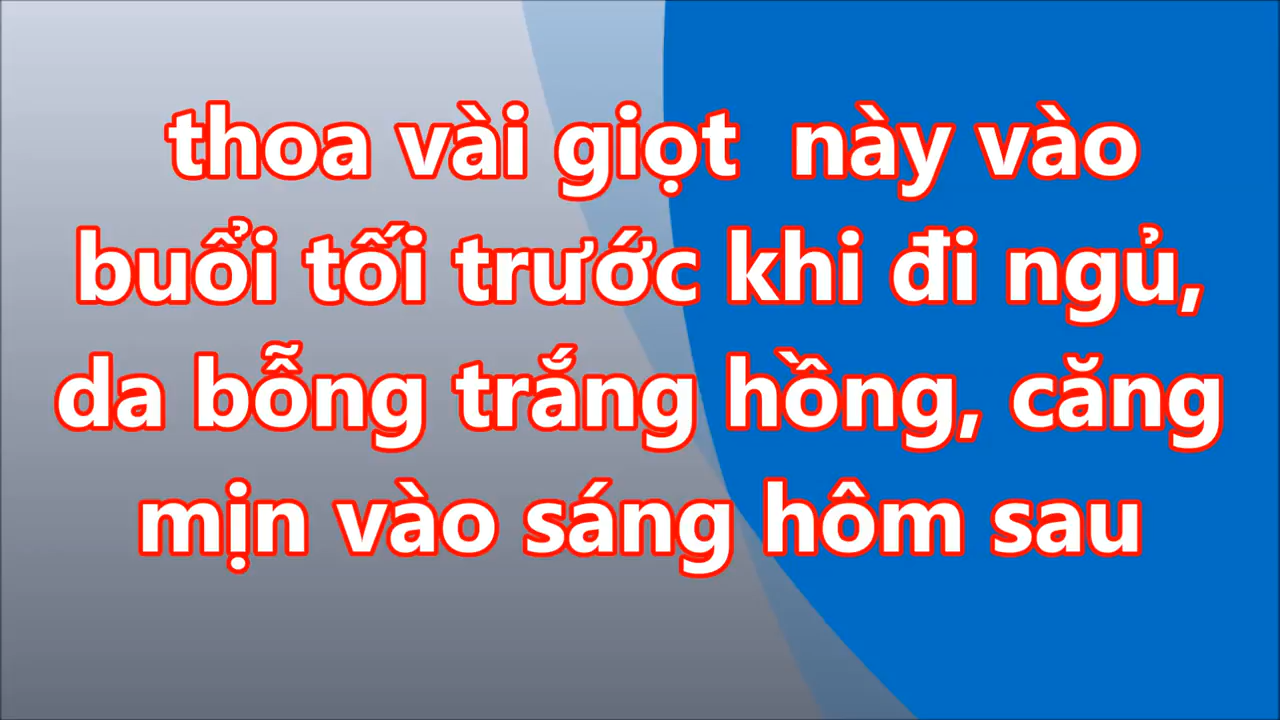 thoa vài giọt này vào
buổi tối trước khi đi ngủ,
da bỗng trắng hồng, căng
mịn vào sáng hôm sau